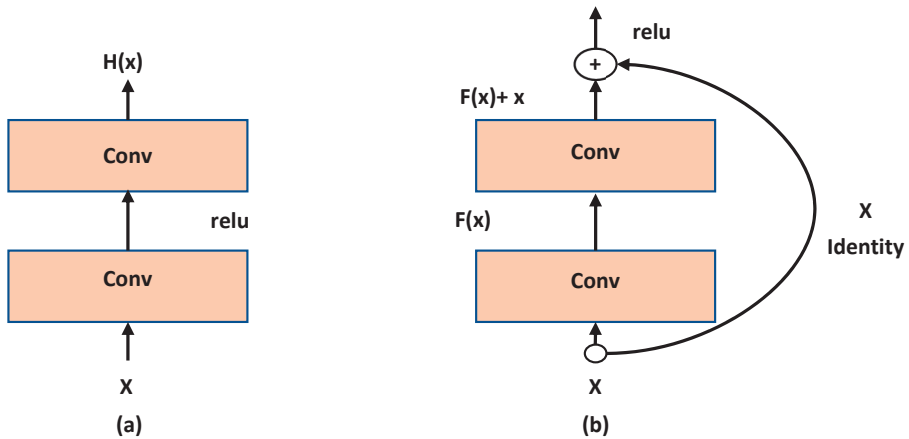 H(x)
Conv
relu
Conv
X
(a)
relu
+
F(x)+ x
Conv
F(x)
X
Identity
Conv
X
(b)